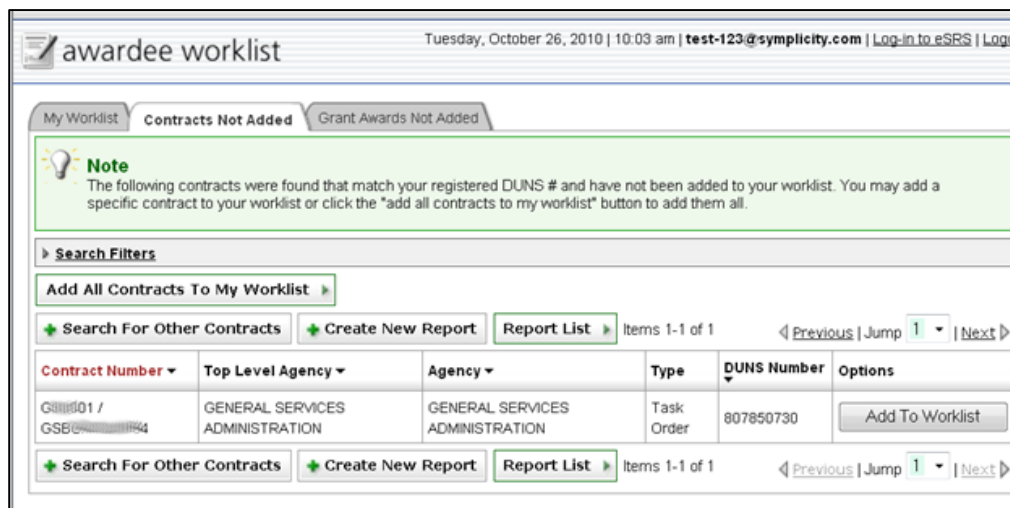 awardee worklist
Tuesday, October 26, 2010 | 10:03 am | test-123@symplicity.com | Log-in to eSRS |
My Worklist Contracts Not Added Grant Awards Not Added
Note
The following contracts were found that match your registered DUNS # and have not been added to your worklist. You may add a
specific contract to your worklist or click the "add all contracts to my worklist" button to add them all.
Search Filters
Add All Contracts To My Worklist
Search For Other Contracts Create New Report Report List Items 1-1 of 1 Previous | Jump 1 | Next
Contract Number Top Level Agency Agency Type DUNS Number Options
GENERAL SERVICES GENERAL SERVICES Task
ADMINISTRATION ADMINISTRATION Order
807850730 Add To Worklist
Search For Other Contracts Create New Report Report List Items 1-1 of 1 Previous | Jump 1 | Next